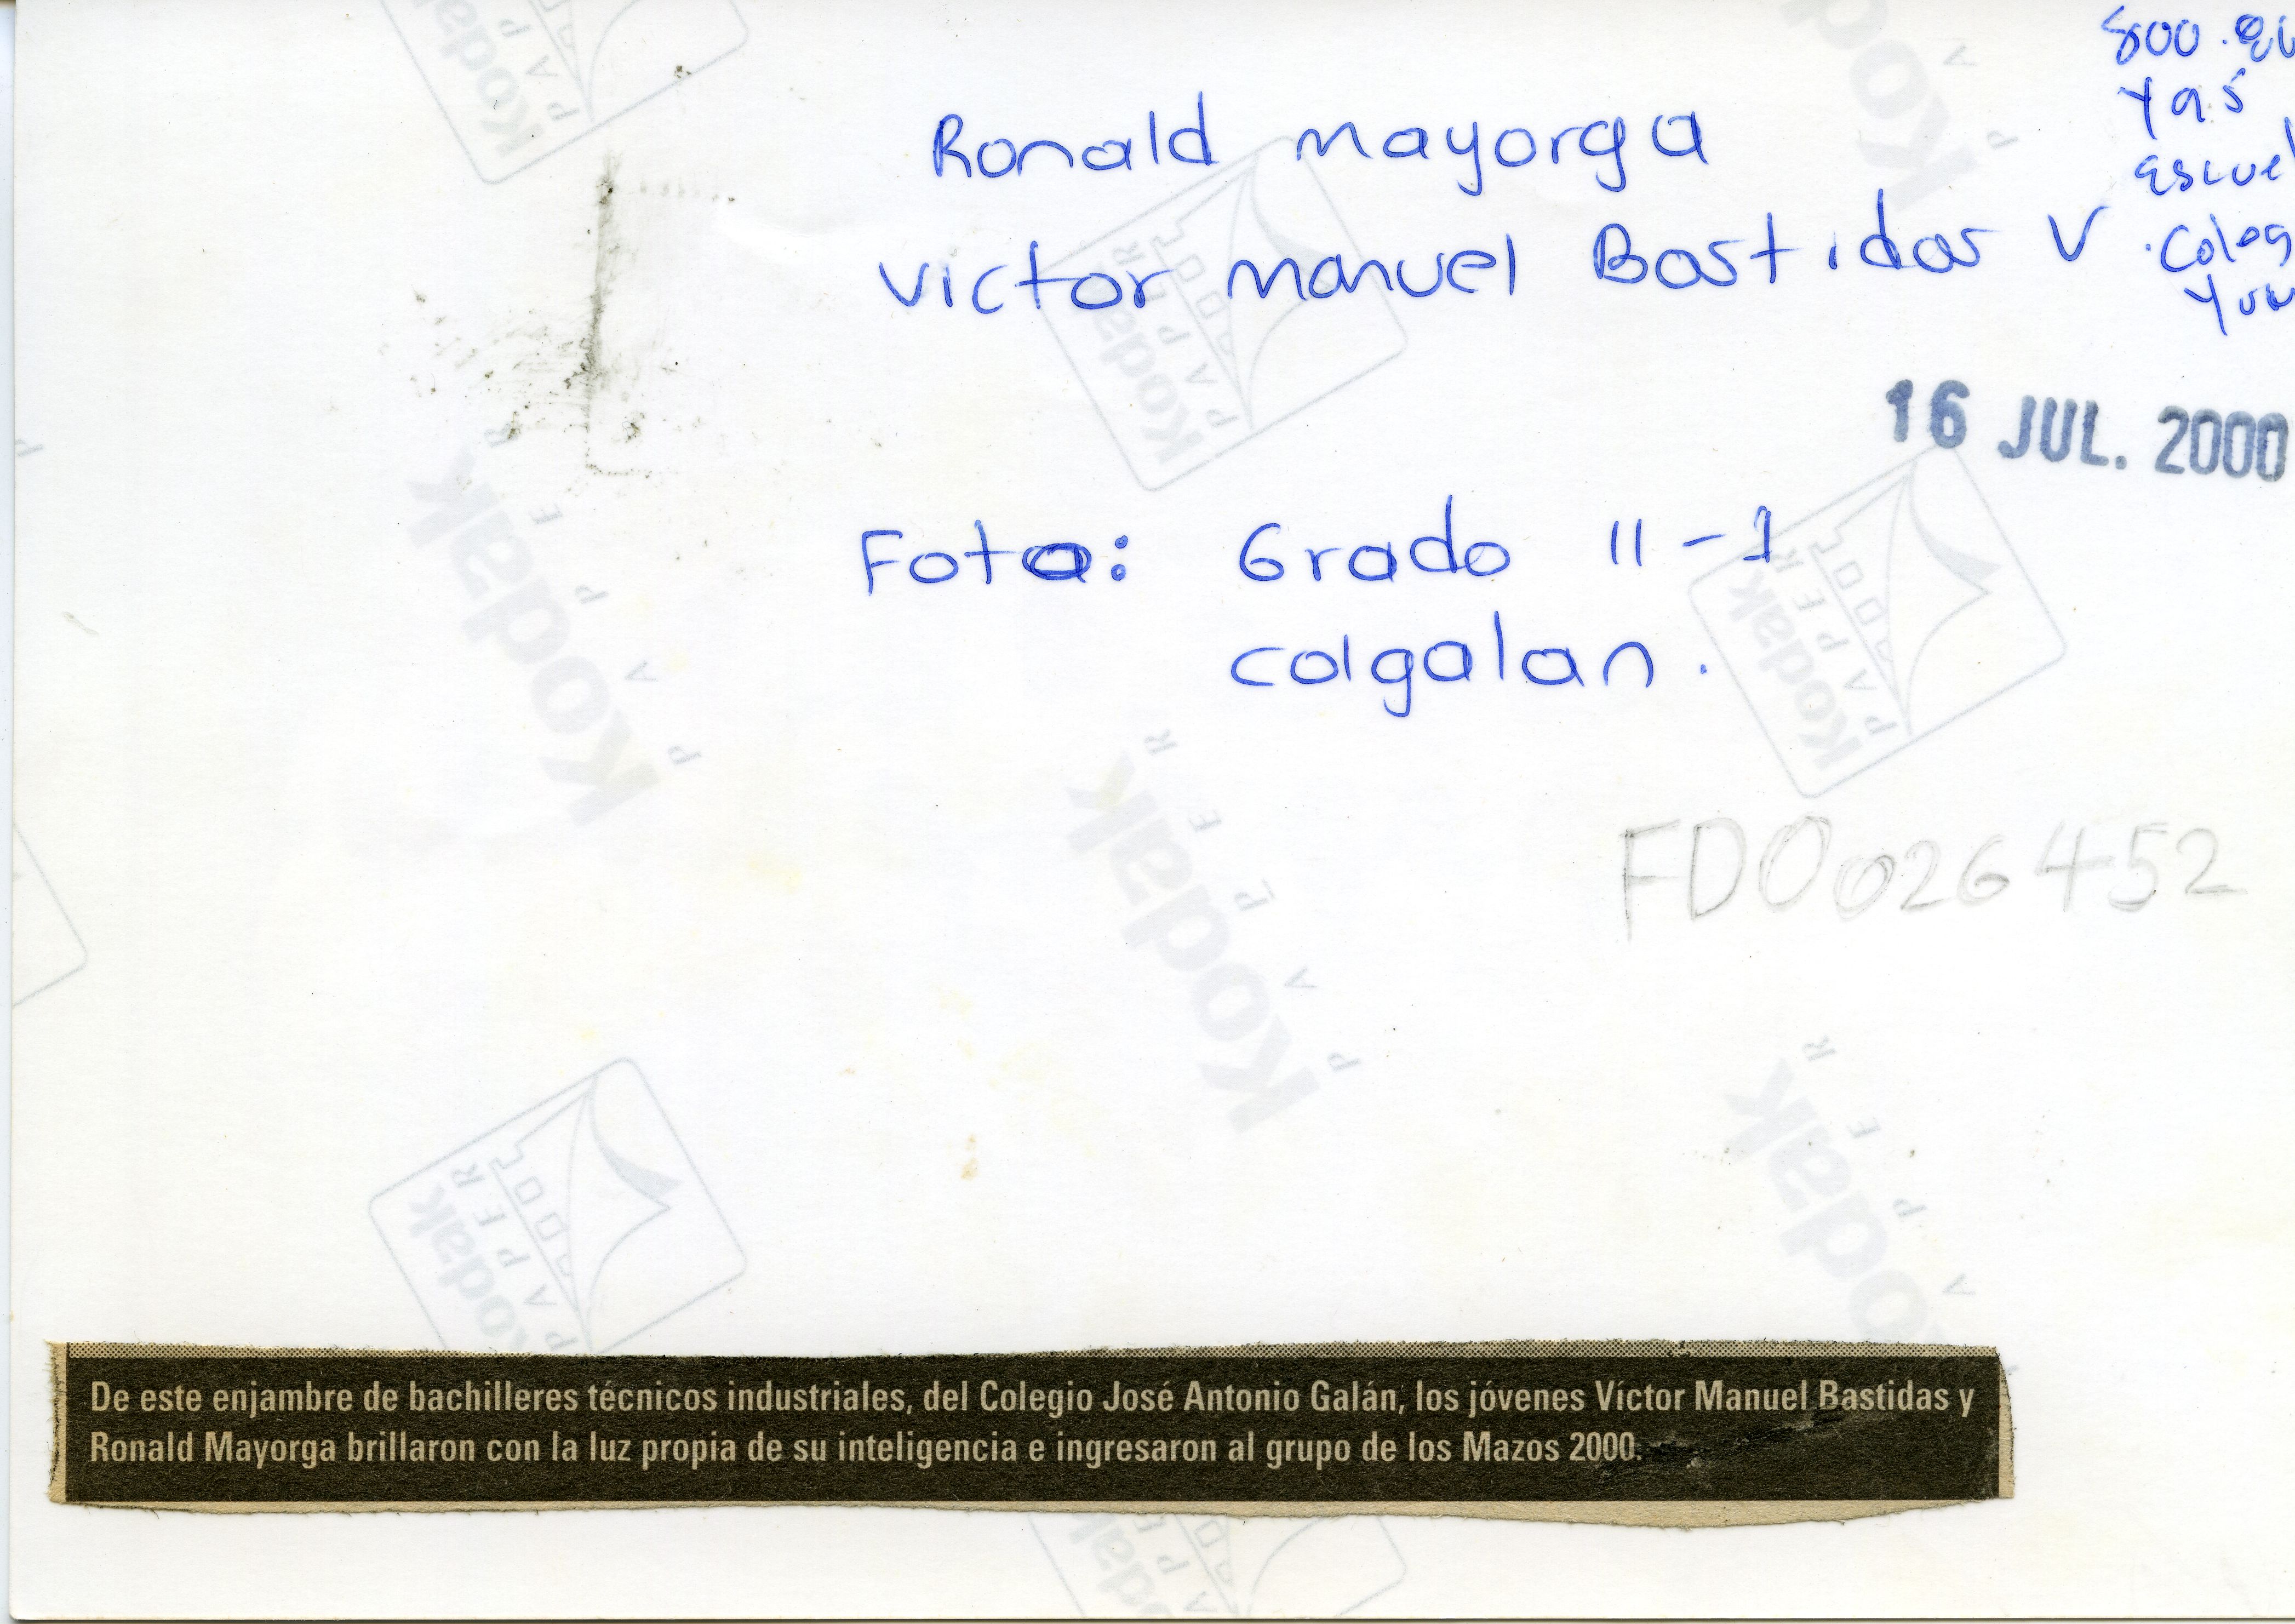 Ronald mayorga
Victor manuel Bastidas V
16 JUL. 2000
Foto: Grado 11-1
colgalan.
FD0026452
De este enjambre de bachilleres técnicos industriales, del Colegio José Antonio Galán, los jóvenes Víctor Manuel Bastidas y
Ronald Mayorga brillaron con la luz propia de su inteligencia e ingresaron al grupo de los Mazos 2000.
Kodak
PAPER